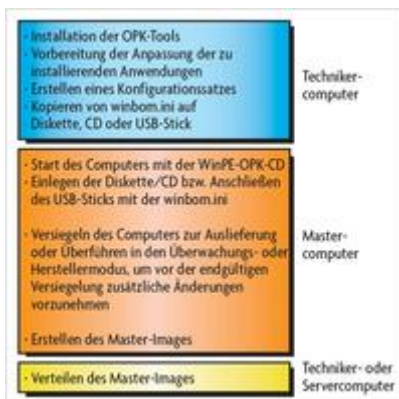 · Installation der OPK-Tools
· Vorbereitung der Anpassung der zu
installierenden Anwendungen
· Erstellen eines Konfigurationssatzes
· Kopieren von winbom.ini auf
Diskette, CD oder USB-Stick
Techniker-
computer
· Start des Computers mit der WinPE-OPK-CD
· Einlegen der Diskette/CD bzw. Anschließen
des USB-Sticks mit der winbom.ini
· Versiegeln des Computers zur Auslieferung
oder Überführen in den Überwachungs- oder
Herstellermodus, um vor der endgültigen
Versiegelung zusätzliche Änderungen
vorzunehmen
· Erstellen des Master-Images
Master-
computer
· Verteilen des Master-Images
Techniker- oder
Servercomputer